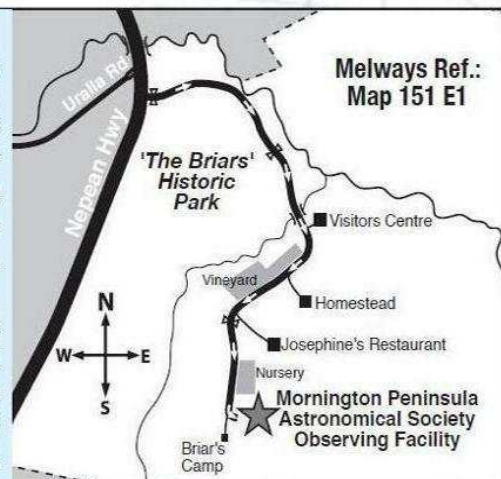 Melways Ref.:
Map 151 E1
Uralla Rd
Nepean Hwy
'The Briars'
Historic
Park
Visitors Centre
Vineyard
Homestead
N
W
E
S
Josephine's Restaurant
Nursery
Mornington Peninsula
Astronomical Society
Observing Facility
Briar's
Camp